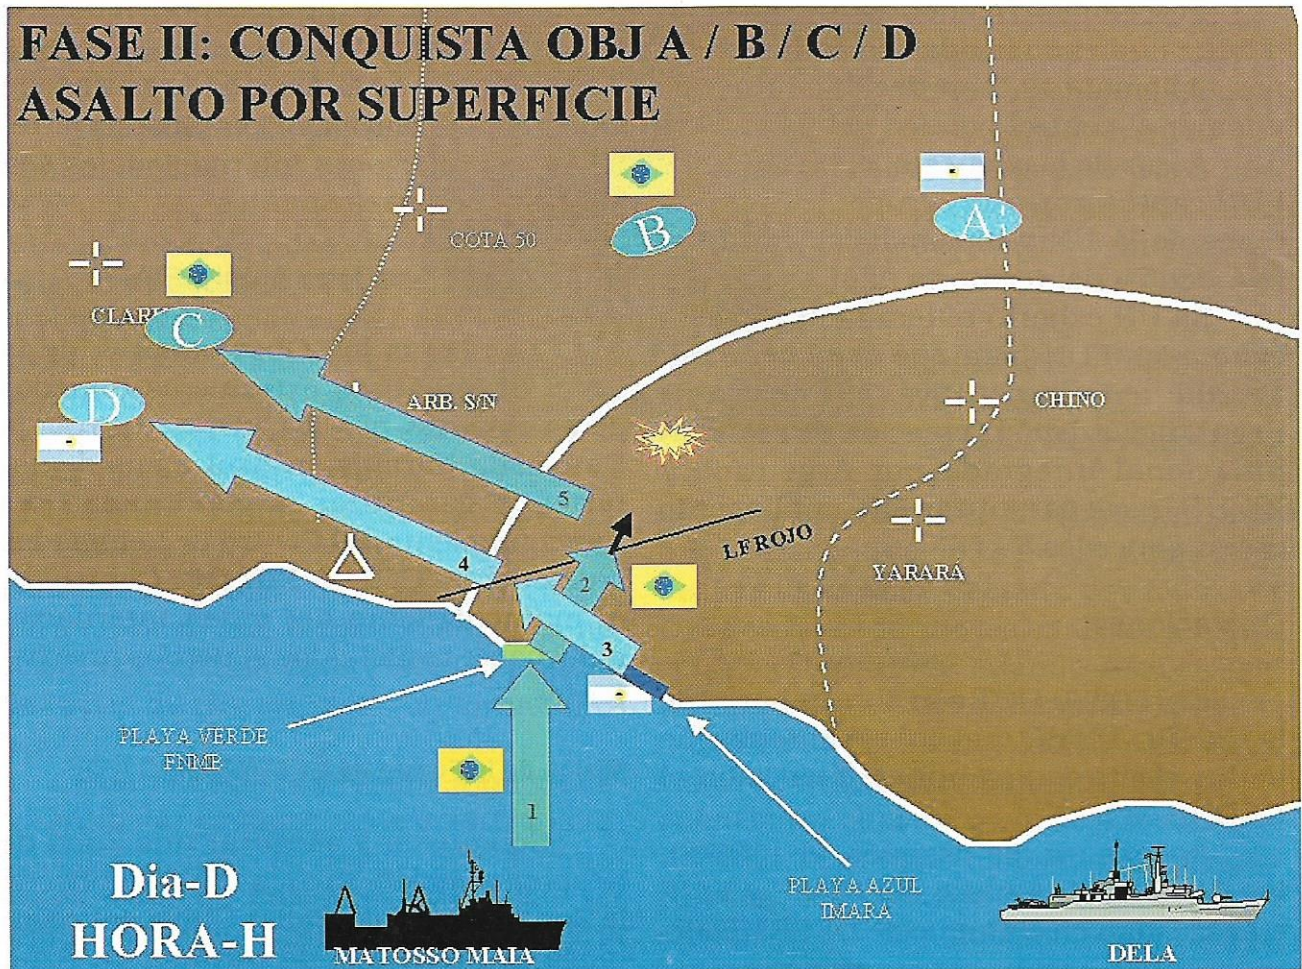 FASE II: CONQUISTA OBJ A / B / C / D
ASALTO POR SUPERFICIE
B
A
COTA 50
C
D
ARB. S/N
CHINO
5
LF ROJO
4
2
YARARÁ
3
PLAYA VERDE
FNMB
1
PLAYA AZUL
IMARA
Dia-D
HORA-H
MATOSSO MAIA
DELA